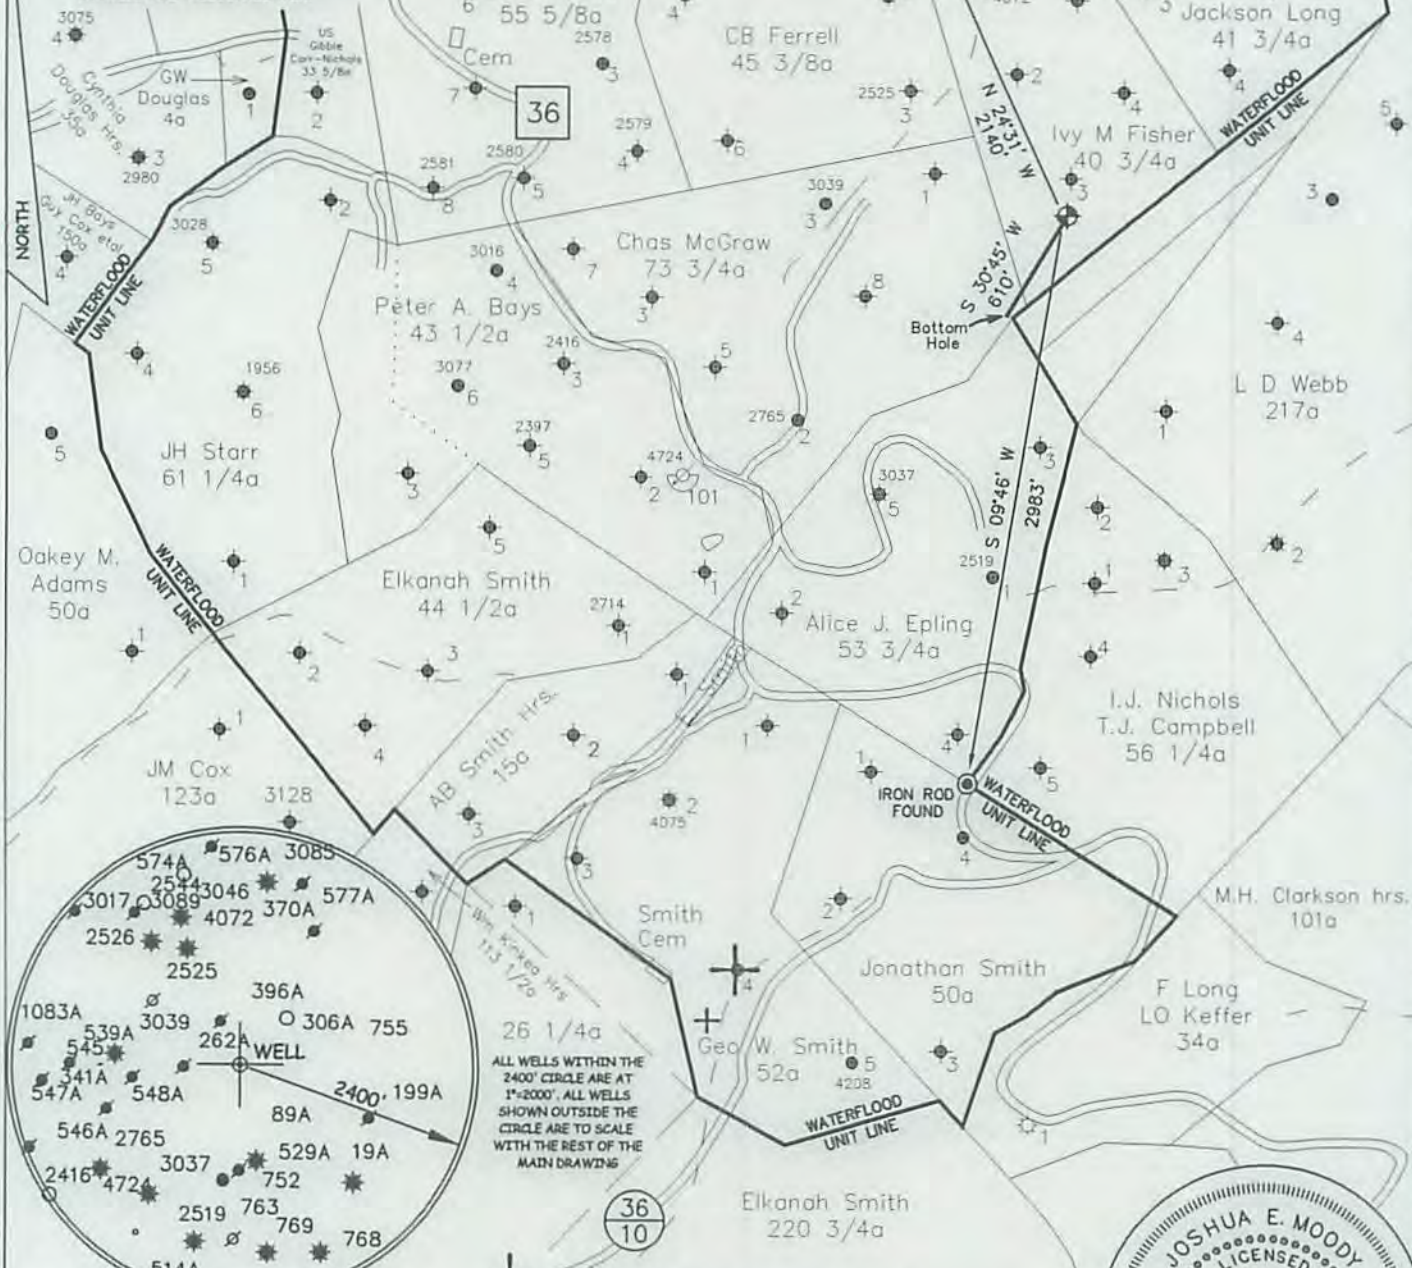 3075
4
Cynthia
Douglas Hrs.
35a
GW
Douglas
4a
1
US
Gibble
Carr-Nichols
33 5/8a
2
3
2980
6
55 5/8a
2578
3
Cem
7
36
CB Ferrell
45 3/8a
4
2525
3
2579
4
6
N 24°31' W
2140'
2
4
3
Jackson Long
41 3/4a
4
WATERFLOOD
UNIT LINE
5
Ivy M Fisher
40 3/4a
3
3
NORTH
JH Bays
Guy Cox etal
150a
4
3028
5
2
2581
8
2580
5
3039
3
1
WATERFLOOD
UNIT LINE
3016
4
7
Chas McGraw
73 3/4a
3
8
S 30°45' W
610'
Bottom
Hole
4
Peter A. Bays
43 1/2a
2416
3
3077
6
5
2765
2
4
1956
6
L D Webb
217a
1
5
JH Starr
61 1/4a
3
2397
5
2
4724
101
3037
5
3
S 09°46' W
2983'
2
2
Oakey M.
Adams
50a
1
WATERFLOOD
UNIT LINE
1
5
Elkanah Smith
44 1/2a
2714
1
1
2
Alice J. Epling
53 3/4a
2519
1
1
3
4
2
3
1
Smith
I.J. Nichols
T.J. Campbell
56 1/4a
1
JM Cox
123a
3128
4
AB Smith Hrs.
15a
2
3
1
1
4
5
IRON ROD
FOUND
WATERFLOOD
UNIT LINE
4
2
4075
3
2
Wm Kinkea Hrs
113 1/2a
1
Smith
Cem
4
M.H. Clarkson hrs.
101a
Jonathan Smith
50a
F Long
LO Keffer
34a
26 1/4a
Geo W. Smith
52a
5
4208
3
1
WATERFLOOD
UNIT LINE
ALL WELLS WITHIN THE
2400' CIRCLE ARE AT
1"=2000'. ALL WELLS
SHOWN OUTSIDE THE
CIRCLE ARE TO SCALE
WITH THE REST OF THE
MAIN DRAWING
574A
576A
3085
2544
3046
577A
3017
3089
4072
370A
2526
2525
396A
1083A
3039
306A
755
539A
262A
545
WELL
341A
547A
548A
2400'
199A
89A
546A
2765
3037
529A
19A
2416
4724
752
2519
763
769
768
514A
36
10
Elkanah Smith
220 3/4a
JOSHUA E. MOODY
LICENSED